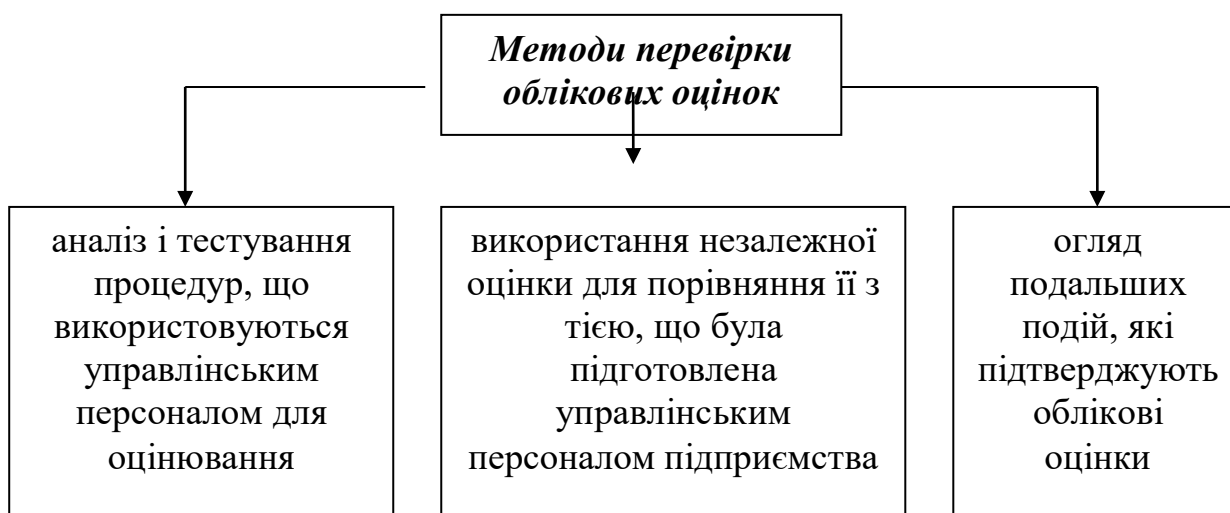 Методи перевірки
облікових оцінок
аналіз і тестування
процедур, що
використовуються
управлінським
персоналом для
оцінювання
використання незалежної
оцінки для порівняння її з
тією, що була
підготовлена
управлінським
персоналом підприємства
огляд
подальших
подій, які
підтверджують
облікові
оцінки